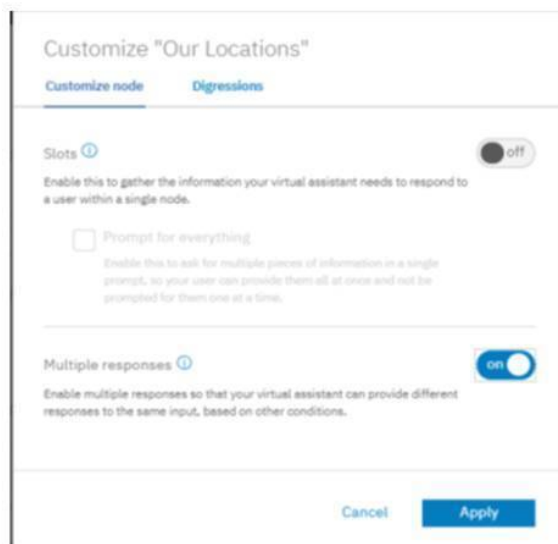 Customize "Our Locations"
Customize node Digressions
Slots
off
Enable this to gather the information your virtual assistant needs to respond to
a user within a single node.
Prompt for everything
Enable this to ask for multiple pieces of information in a single
prompt, so your user can provide them all at once and not be
prompted for them one at a time.
Multiple responses
on
Enable multiple responses so that your virtual assistant can provide different
responses to the same input, based on other conditions.
Cancel Apply